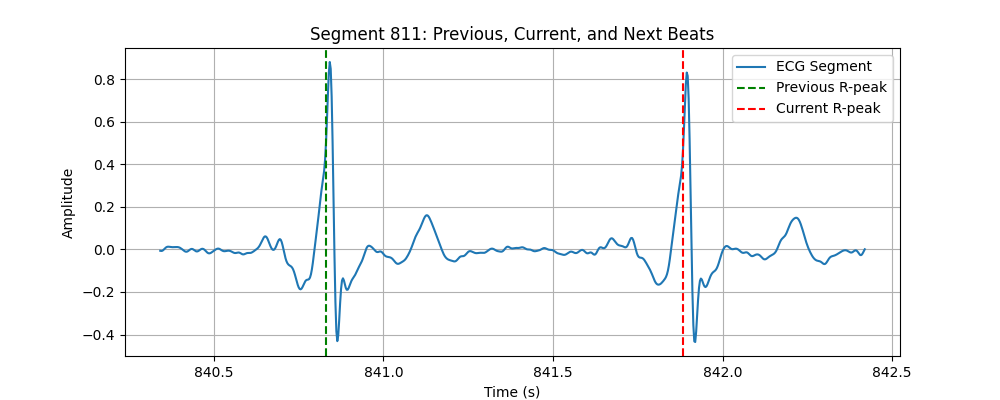 Segment 811: Previous, Current, and Next Beats
ECG Segment
Previous R-peak
Current R-peak
Amplitude
0.8
0.6
0.4
0.2
0.0
−0.2
−0.4
840.5 841.0 841.5 842.0 842.5
Time (s)